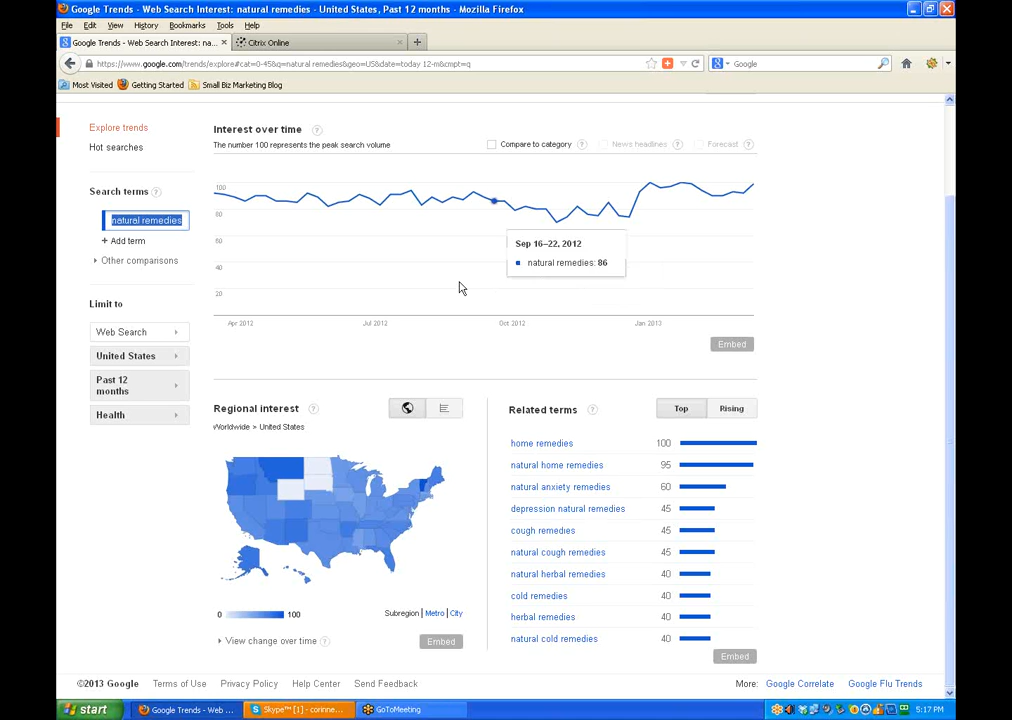 Google Trends - Web Search Interest: natural remedies - United States, Past 12 months - Mozilla Firefox
File Edit View History Bookmarks Tools Help
Google Trends - Web Search Interest: na... × Citrix Online × +
https://www.google.com/trends/explore#cat=0-45&q=natural remedies&geo=US&date=today 12-m&cmpt=q
Google
Most Visited Getting Started Small Biz Marketing Blog
Explore trends
Hot searches
Search terms ?
natural remedies
+ Add term
Other comparisons
Limit to
Web Search
United States
Past 12 months
Health
Interest over time ?
The number 100 represents the peak search volume
Compare to category ? News headlines ? Forecast ?
100
80
60
40
20
Sep 16–22, 2012
natural remedies: 86
Apr 2012 Jul 2012 Oct 2012 Jan 2013
Embed
Regional interest ?
Worldwide > United States
0 100 Subregion | Metro | City
View change over time ? Embed
Related terms ? Top Rising
home remedies 100
natural home remedies 95
natural anxiety remedies 60
depression natural remedies 45
cough remedies 45
natural cough remedies 45
natural herbal remedies 40
cold remedies 40
herbal remedies 40
natural cold remedies 40
Embed
©2013 Google Terms of Use Privacy Policy Help Center Send Feedback More: Google Correlate Google Flu Trends
start Google Trends - Web ... Skype™ [1] - corinne... GoToMeeting 5:17 PM